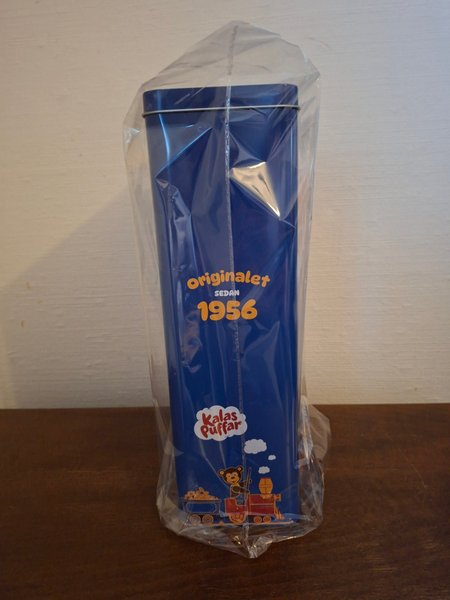 Originalet
SEDAN
1956
Kalas
Puffar